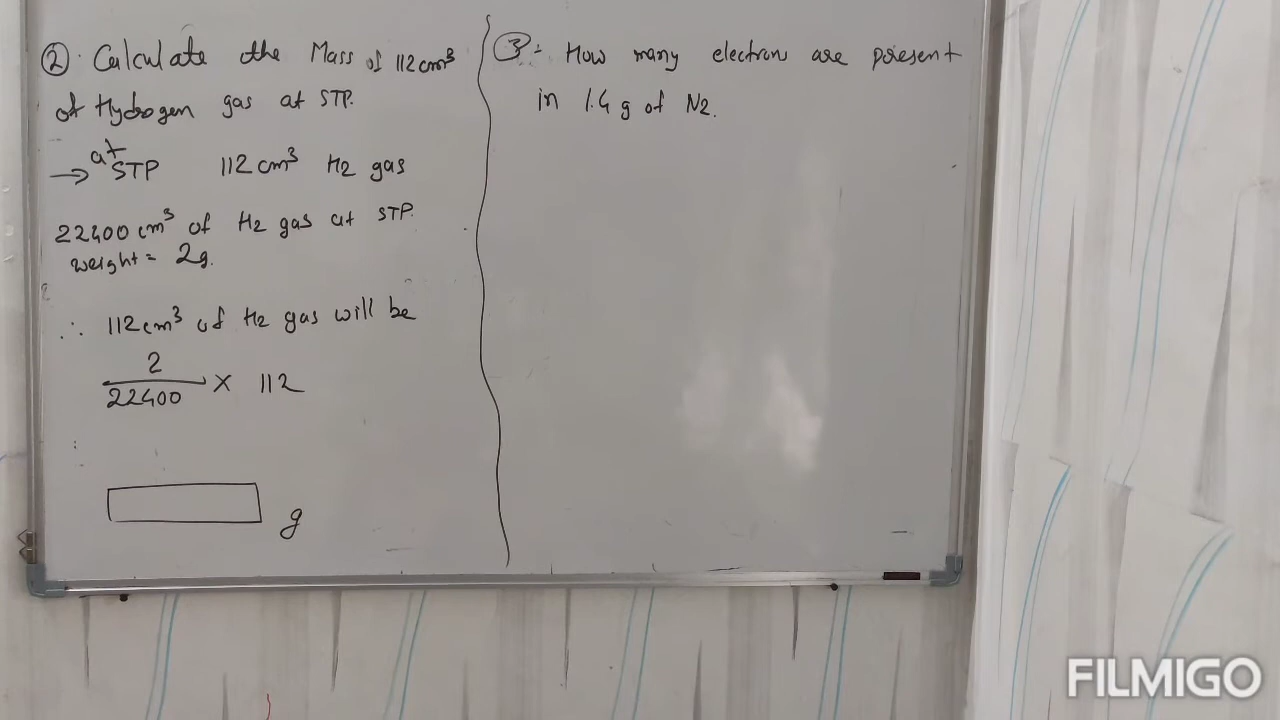 ② Calculate the Mass of 112 cm³
of Hydrogen gas at STP.
→ at STP 112 cm³ H2 gas
22400 cm³ of H2 gas at STP.
weight = 2g.
∴ 112 cm³ of H2 gas will be
2
22400 × 112
g
③ :- How many electron are present
in 1.4 g of N2.
FILMIGO